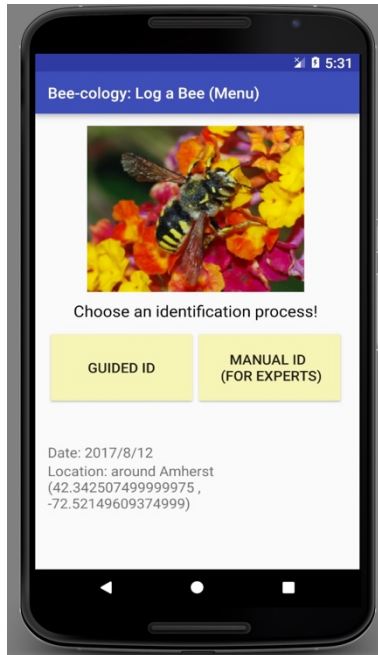 5:31
Bee-cology: Log a Bee (Menu)
Choose an identification process!
GUIDED ID
MANUAL ID
(FOR EXPERTS)
Date: 2017/8/12
Location: around Amherst
(42.342507499999975 ,
-72.52149609374999)